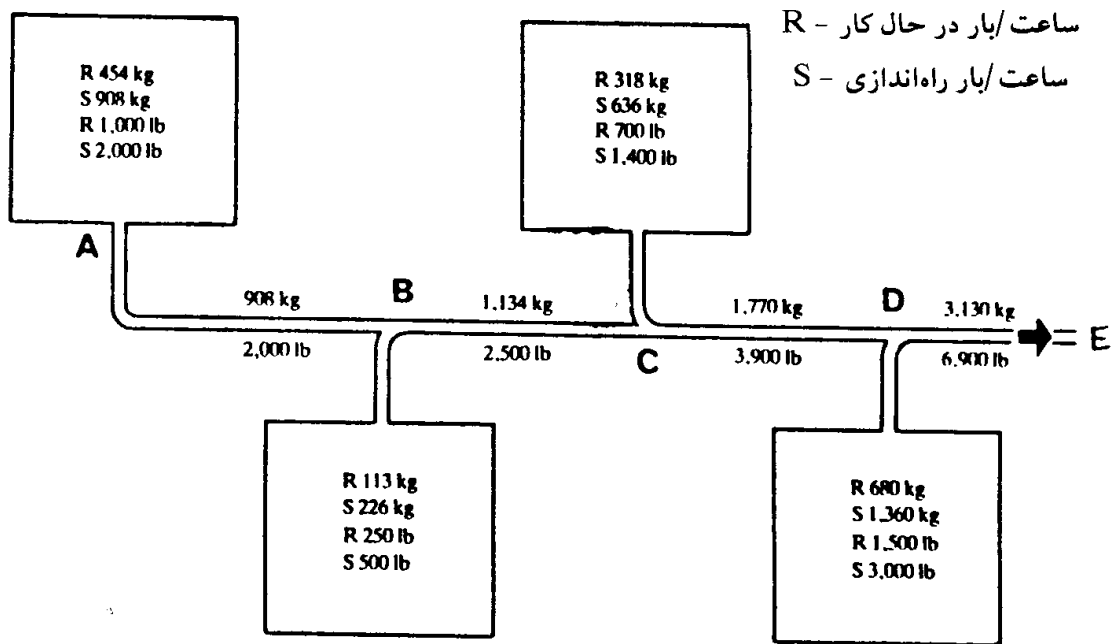 ساعت/بار در حال کار - R
ساعت/بار راه‌اندازی - S
R 454 kg
S 908 kg
R 1,000 lb
S 2,000 lb
R 318 kg
S 636 kg
R 700 lb
S 1,400 lb
A
908 kg
B
1,134 kg
1,770 kg
D
3,130 kg
2,000 lb
2,500 lb
C
3,900 lb
6,900 lb
= E
R 113 kg
S 226 kg
R 250 lb
S 500 lb
R 680 kg
S 1,360 kg
R 1,500 lb
S 3,000 lb